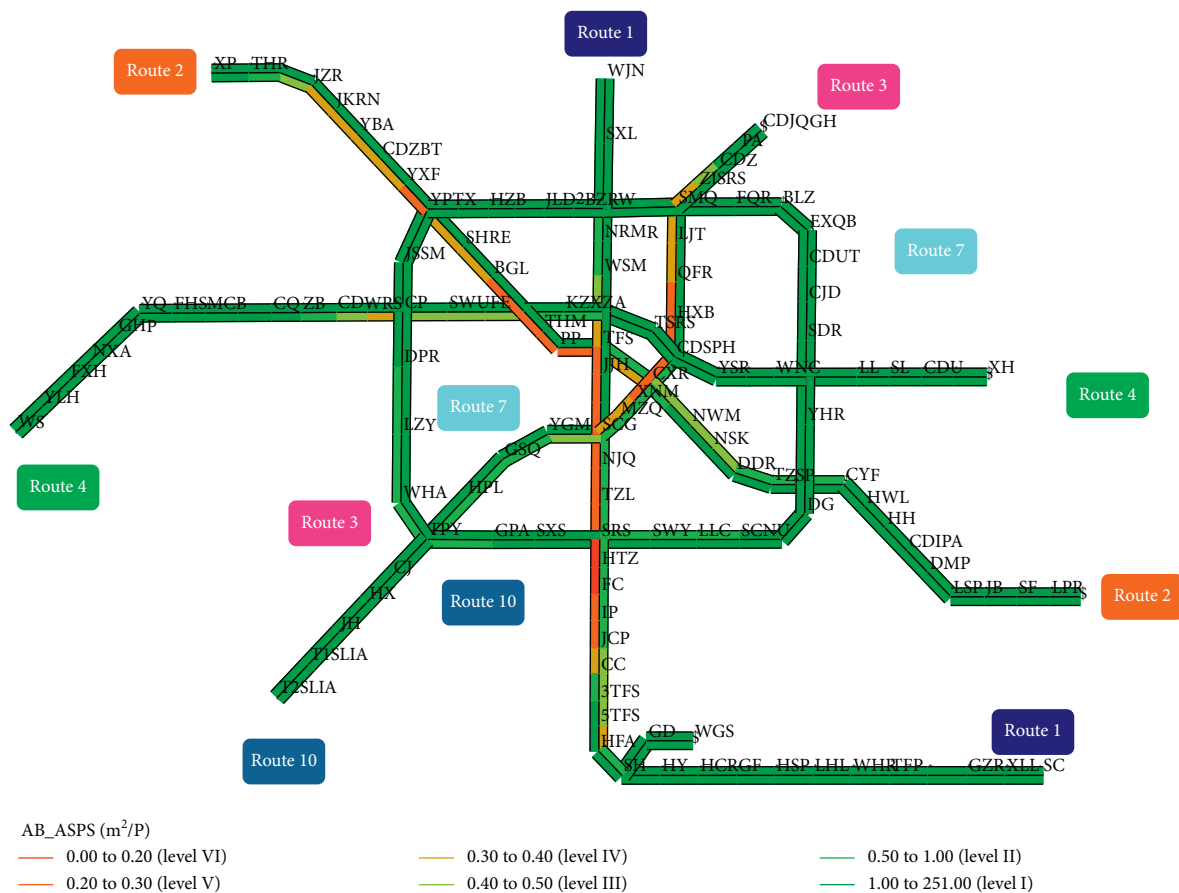 Route 1
Route 2
Route 3
XP THR
JZR
JKRN
YBA
CDZBT
YXF
WJN
SXL
CDJQGH
$
PA
CDZ
ZJSRS
YPTX HZB JLD2BZRW SMQ FQR BLZ
EXQB
SHRE
BGL
NRMR
WSM
LJT
QFR
HXB
CDUT
CJD
SDR
Route 7
JSSM
YQ FHSMCB CQ ZB CDWRS CP SWUFE KZXZA
GHP
NXA
FXH
YLH
WS
THM
PP
TFS
JJH
TSRS
CDSPH
CXR
XNM
MZQ
YSR WNC LL SL CDU XH
$
DPR
LZY
WHA
Route 7
Route 4
YGM SCG
GSQ
HPL
NWM
NSK
DDR
TZSP CYF
YHR
DG
HWL
HH
CDIPA
DMP
LSP JB SF LPR
$
Route 4
Route 3
NJQ
TZL
TPY GPA SXS SRS SWY LLC SCNU
Route 2
CJ
HX
JH
T1SLIA
T2SLIA
Route 10
HTZ
FC
IP
JCP
CC
3TFS
5TFS
HFA
GD WGS
$
Route 1
Route 10
SH HY HCRGF HSP LHL WHR TFP GZR XLL SC
AB_ASPS (m²/P)
0.00 to 0.20 (level VI)
0.20 to 0.30 (level V)
0.30 to 0.40 (level IV)
0.40 to 0.50 (level III)
0.50 to 1.00 (level II)
1.00 to 251.00 (level I)